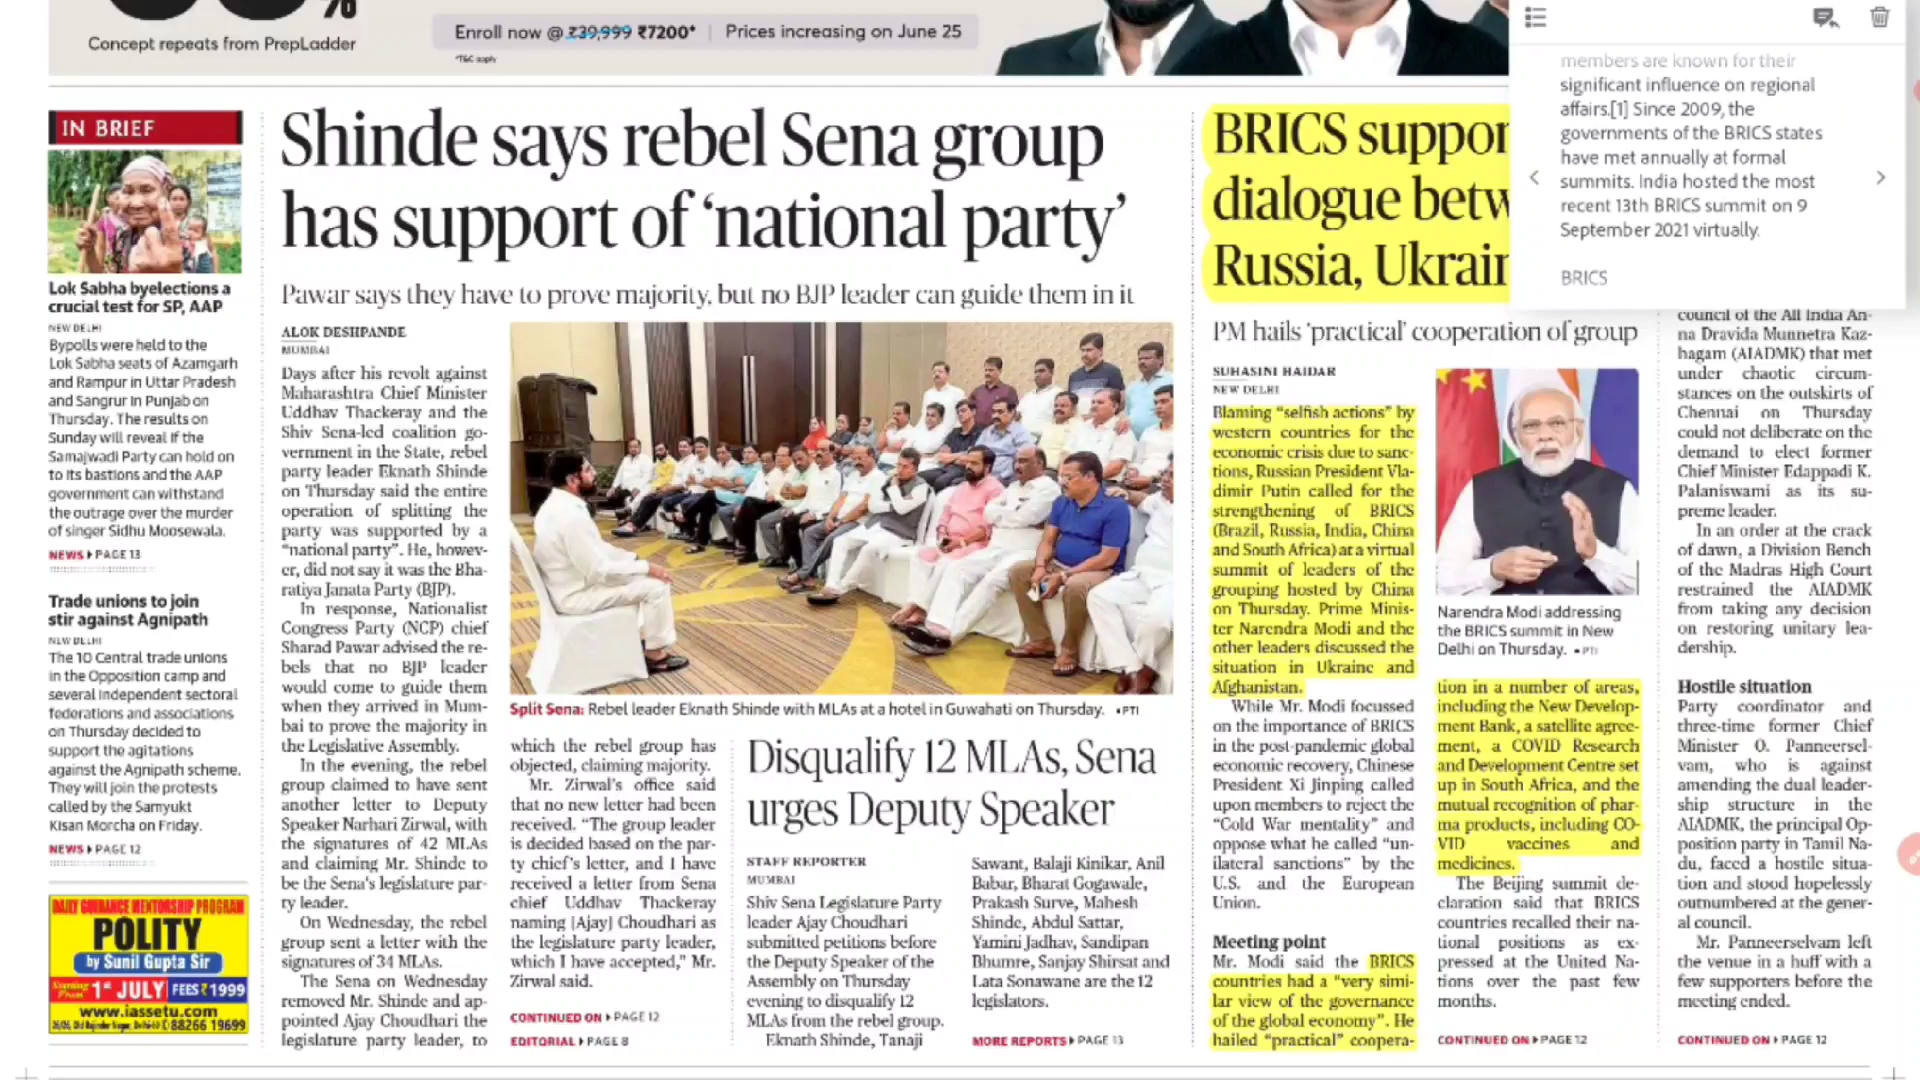 %
Concept repeats from PrepLadder
Enroll now @ ₹39,999 ₹7200* | Prices increasing on June 25
*T&C apply
IN BRIEF
Lok Sabha byelections a
crucial test for SP, AAP
NEW DELHI
Bypolls were held to the
Lok Sabha seats of Azamgarh
and Rampur in Uttar Pradesh
and Sangrur in Punjab on
Thursday. The results on
Sunday will reveal if the
Samajwadi Party can hold on
to its bastions and the AAP
government can withstand
the outrage over the murder
of singer Sidhu Moosewala.
NEWS PAGE 13
Trade unions to join
stir against Agnipath
NEW DELHI
The 10 Central trade unions
in the Opposition camp and
several independent sectoral
federations and associations
on Thursday decided to
support the agitations
against the Agnipath scheme.
They will join the protests
called by the Samyukt
Kisan Morcha on Friday.
NEWS PAGE 12
DAILY GUIDANCE MENTORSHIP PROGRAM
POLITY
by Sunil Gupta Sir
Starting From 1st JULY FEES ₹ 1999
www.iassetu.com
88266 19699
Shinde says rebel Sena group
has support of ‘national party’
Pawar says they have to prove majority, but no BJP leader can guide them in it
ALOK DESHPANDE
MUMBAI
Days after his revolt against
Maharashtra Chief Minister
Uddhav Thackeray and the
Shiv Sena-led coalition go-
vernment in the State, rebel
party leader Eknath Shinde
on Thursday said the entire
operation of splitting the
party was supported by a
“national party”. He, howev-
er, did not say it was the Bha-
ratiya Janata Party (BJP).
In response, Nationalist
Congress Party (NCP) chief
Sharad Pawar advised the re-
bels that no BJP leader
would come to guide them
when they arrived in Mum-
bai to prove the majority in
the Legislative Assembly.
In the evening, the rebel
group claimed to have sent
another letter to Deputy
Speaker Narhari Zirwal, with
the signatures of 42 MLAs
and claiming Mr. Shinde to
be the Sena’s legislature par-
ty leader.
On Wednesday, the rebel
group sent a letter with the
signatures of 34 MLAs.
The Sena on Wednesday
removed Mr. Shinde and ap-
pointed Ajay Choudhari the
legislature party leader, to
Split Sena: Rebel leader Eknath Shinde with MLAs at a hotel in Guwahati on Thursday. •PTI
which the rebel group has
objected, claiming majority.
Mr. Zirwal’s office said
that no new letter had been
received. “The group leader
is decided based on the par-
ty chief’s letter, and I have
received a letter from Sena
chief Uddhav Thackeray
naming [Ajay] Choudhari as
the legislature party leader,
which I have accepted,” Mr.
Zirwal said.
CONTINUED ON PAGE 12
EDITORIAL PAGE 8
Disqualify 12 MLAs, Sena
urges Deputy Speaker
STAFF REPORTER
MUMBAI
Shiv Sena Legislature Party
leader Ajay Choudhari
submitted petitions before
the Deputy Speaker of the
Assembly on Thursday
evening to disqualify 12
MLAs from the rebel group.
Eknath Shinde, Tanaji
Sawant, Balaji Kinikar, Anil
Babar, Bharat Gogawale,
Prakash Surve, Mahesh
Shinde, Abdul Sattar,
Yamini Jadhav, Sandipan
Bhumre, Sanjay Shirsat and
Lata Sonawane are the 12
legislators.
MORE REPORTS PAGE 13
BRICS suppor
dialogue betw
Russia, Ukrain
PM hails ‘practical’ cooperation of group
SUHASINI HAIDAR
NEW DELHI
Blaming “selfish actions” by
western countries for the
economic crisis due to sanc-
tions, Russian President Vla-
dimir Putin called for the
strengthening of BRICS
(Brazil, Russia, India, China
and South Africa) at a virtual
summit of leaders of the
grouping hosted by China
on Thursday. Prime Minis-
ter Narendra Modi and the
other leaders discussed the
situation in Ukraine and
Afghanistan.
While Mr. Modi focussed
on the importance of BRICS
in the post-pandemic global
economic recovery, Chinese
President Xi Jinping called
upon members to reject the
“Cold War mentality” and
oppose what he called “un-
ilateral sanctions” by the
U.S. and the European
Union.
Meeting point
Mr. Modi said the BRICS
countries had a “very simi-
lar view of the governance
of the global economy”. He
hailed “practical” coopera-
Narendra Modi addressing
the BRICS summit in New
Delhi on Thursday. •PTI
tion in a number of areas,
including the New Develop-
ment Bank, a satellite agree-
ment, a COVID Research
and Development Centre set
up in South Africa, and the
mutual recognition of phar-
ma products, including CO-
VID vaccines and
medicines.
The Beijing summit de-
claration said that BRICS
countries recalled their na-
tional positions as ex-
pressed at the United Na-
tions over the past few
months.
CONTINUED ON PAGE 12
members are known for their
significant influence on regional
affairs.[1] Since 2009, the
governments of the BRICS states
have met annually at formal
summits. India hosted the most
recent 13th BRICS summit on 9
September 2021 virtually.
BRICS
council of the All India An-
na Dravida Munnetra Kaz-
hagam (AIADMK) that met
under chaotic circum-
stances on the outskirts of
Chennai on Thursday
could not deliberate on the
demand to elect former
Chief Minister Edappadi K.
Palaniswami as its su-
preme leader.
In an order at the crack
of dawn, a Division Bench
of the Madras High Court
restrained the AIADMK
from taking any decision
on restoring unitary lea-
dership.
Hostile situation
Party coordinator and
three-time former Chief
Minister O. Panneersel-
vam, who is against
amending the dual leader-
ship structure in the
AIADMK, the principal Op-
position party in Tamil Na-
du, faced a hostile situa-
tion and stood hopelessly
outnumbered at the gener-
al council.
Mr. Panneerselvam left
the venue in a huff with a
few supporters before the
meeting ended.
CONTINUED ON PAGE 12